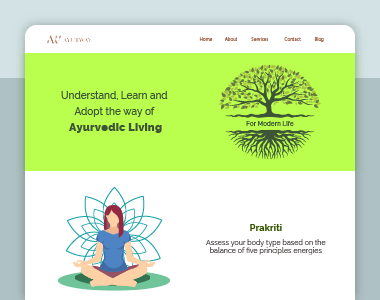 AYURWAY
Home About Services Contact Blog
Understand, Learn and
Adopt the way of
Ayurvedic Living
For Modern Life
Prakriti
Assess your body type based on the
balance of five principles energies